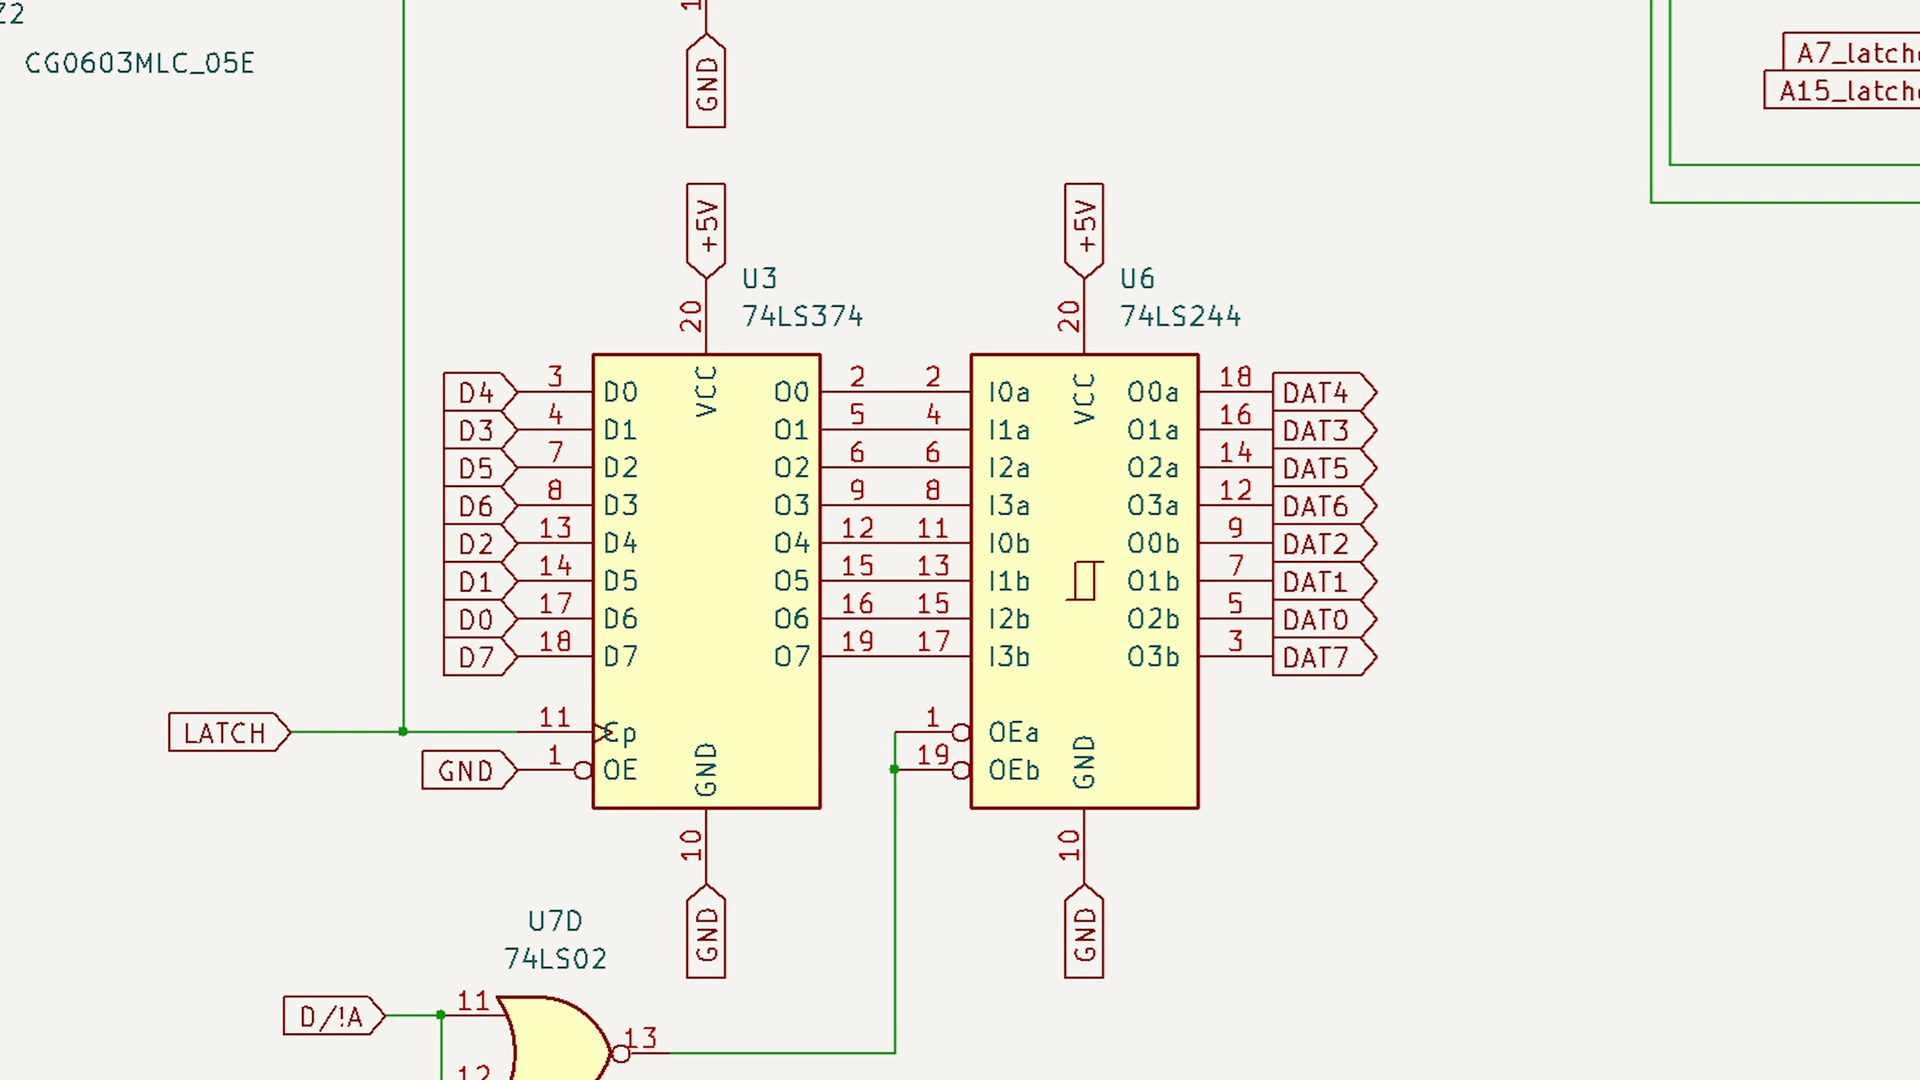 Z2
CG0603MLC_05E
1
GND
A7_latch
A15_latch
+5V
+5V
U3
74LS374
U6
74LS244
20
20
VCC
VCC
D4 3 D0 O0 2 2 I0a O0a 18 DAT4
D3 4 D1 O1 5 4 I1a O1a 16 DAT3
D5 7 D2 O2 6 6 I2a O2a 14 DAT5
D6 8 D3 O3 9 8 I3a O3a 12 DAT6
D2 13 D4 O4 12 11 I0b O0b 9 DAT2
D1 14 D5 O5 15 13 I1b O1b 7 DAT1
D0 17 D6 O6 16 15 I2b O2b 5 DAT0
D7 18 D7 O7 19 17 I3b O3b 3 DAT7
LATCH 11 Cp 1 OEa
GND 1 OE GND 19 OEb GND
10
10
GND
GND
U7D
74LS02
D/!A 11
13
12